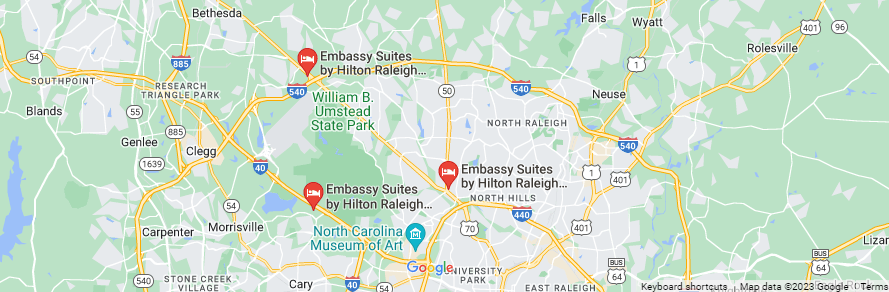 Bethesda
Falls
Wyatt
401
96
54
885
Embassy Suites
by Hilton Raleigh...
Rolesville
1
SOUTHPOINT
RESEARCH
TRIANGLE PARK
540
50
540
Neuse
William B.
Umstead
State Park
Blands
55
NORTH RALEIGH
885
Genlee
540
Clegg
1639
40
Embassy Suites
by Hilton Raleigh...
1
401
Embassy Suites
by Hilton Raleigh...
NORTH HILLS
54
440
Morrisville
Carpenter
North Carolina
Museum of Art
70
401
Lizar
BUS
64
BUS
64
540
STONE CREEK
VILLAGE
Cary
40
Google
UNIVERSITY
PARK
EAST RALEIGH
Keyboard shortcuts
Map data ©2023 Google
Terms